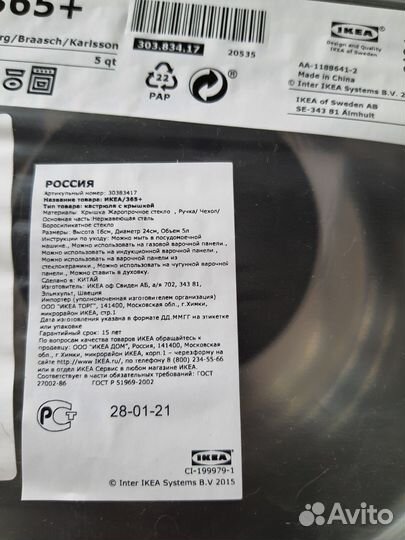 365+
rg/Braasch/Karlsson
5 qt
303.834.17
20535
22
PAP
IKEA
Design and Quality
IKEA of Sweden
AA-1188641-2
Made in China
© Inter IKEA Systems B.V.
IKEA of Sweden AB
SE-343 81 Älmhult
РОССИЯ
Артикульный номер: 30383417
Название товара: ИКЕА/365+
Тип товара: кастрюля с крышкой
Материалы: Крышка Жаропрочное стекло , Ручка/ Чехол/
Основная часть:Нержавеющая сталь
Боросиликатное стекло
Размеры: Высота 16см, Диаметр 24см, Объем 5л
Инструкции по уходу: Можно мыть в посудомоечной
машине., Можно использовать на газовой варочной панели.,
Можно использовать на индукционной варочной панели.,
Можно использовать на варочной панели из
стеклокерамики., Можно использовать на чугунной варочной
панели., Можно ставить в духовку.
Сделано в: КИТАЙ
Изготовитель: ИКЕА оф Свиден АБ, а/я 702, 343 81,
Эльмхульт, Швеция
Импортер (уполномоченная изготовителем организация)
ООО "ИКЕА ТОРГ", 141400, Московская обл., г.Химки,
микрорайон ИКЕА, стр.1
Дата изготовления указана в формате ДД.ММГГ на этикетке
или упаковке
Гарантийный срок: 15 лет
По вопросам качества товаров ИКЕА обращайтесь к
продавцу: ООО "ИКЕА ДОМ", Россия, 141400, Московская
обл., г.Химки, микрорайон ИКЕА, корп.1 – черезформу на
сайте http www.IKEA.ru/, по телефону 8 (800) 234-55-66
или в отделе ИКЕА Сервис в любом магазине ИКЕА
Соответствует в части обязательных требований: ГОСТ
27002-86 ГОСТ Р 51969-2002
28-01-21
IKEA
CI-199979-1
© Inter IKEA Systems B.V 2015
Avito